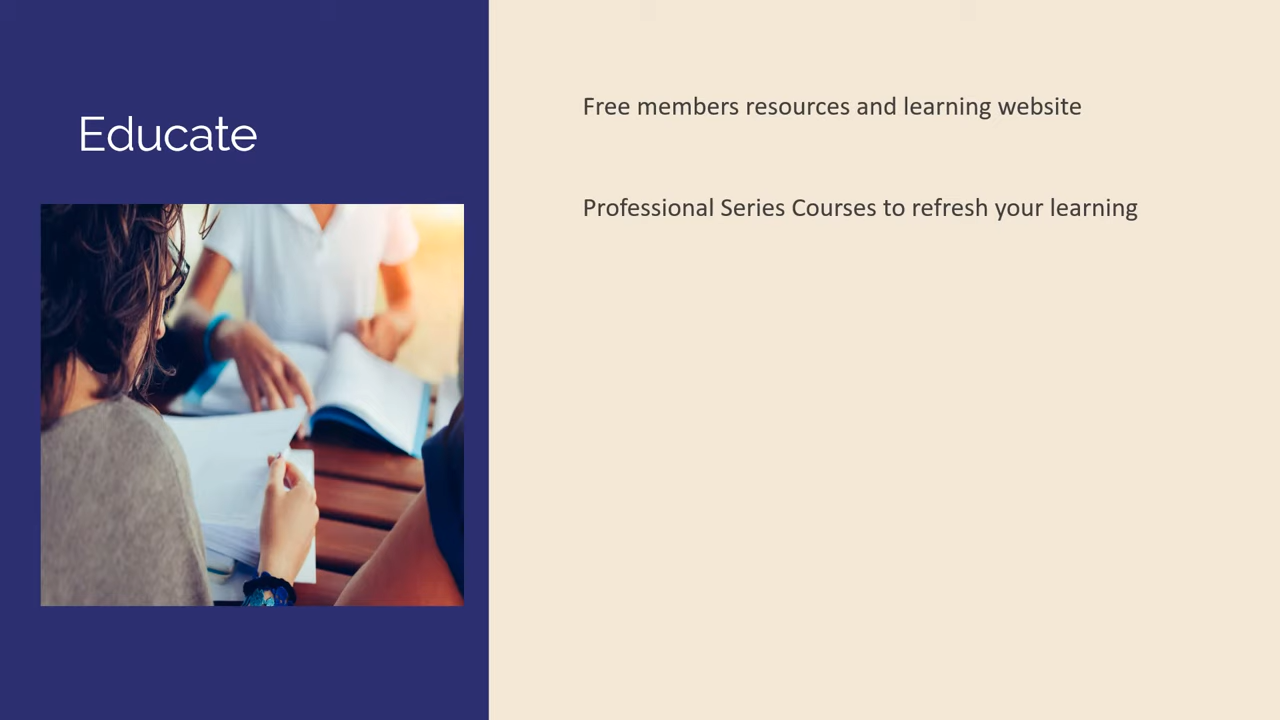 Educate
Free members resources and learning website
Professional Series Courses to refresh your learning